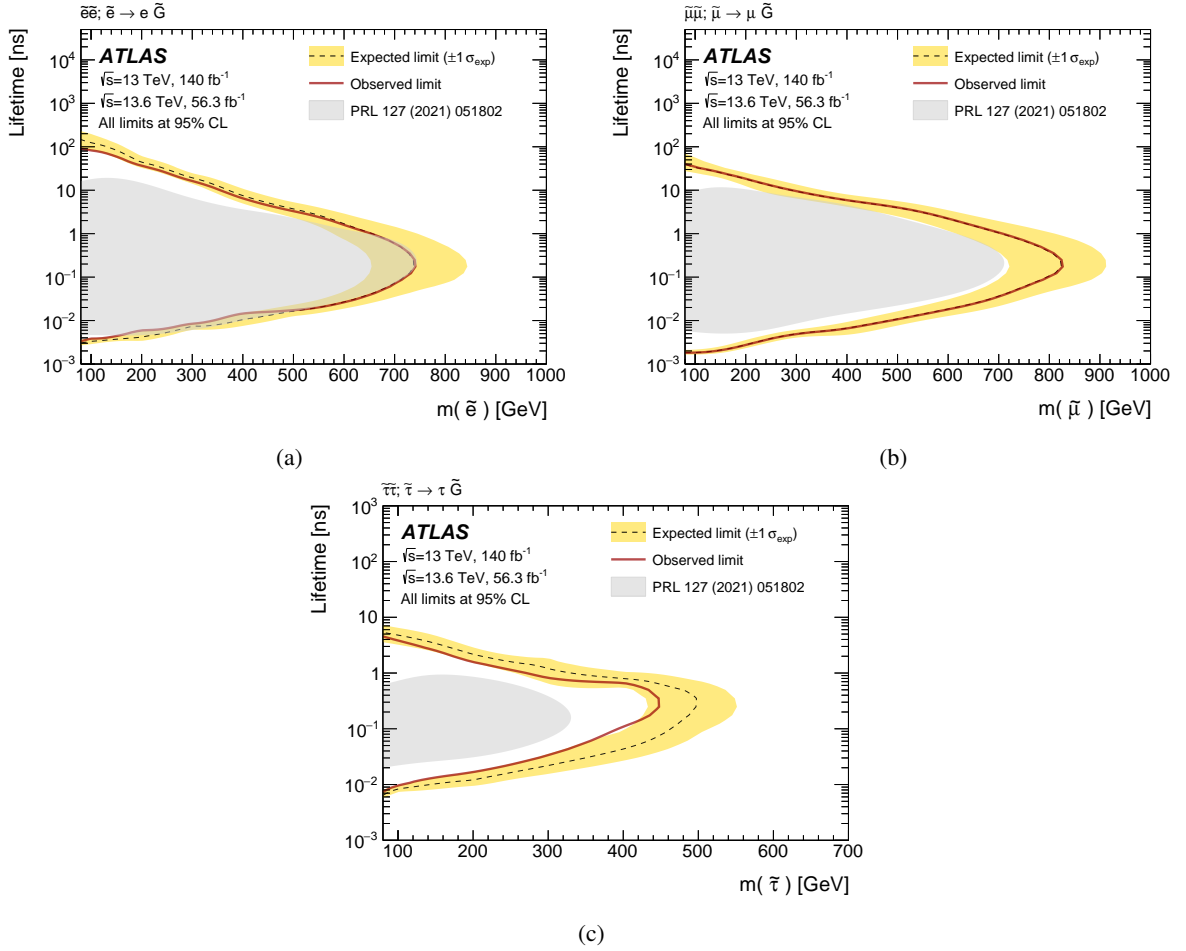 ẽẽ; ẽ → e G̃
Lifetime [ns]
10⁴
10³
10²
10
1
10⁻¹
10⁻²
10⁻³
ATLAS
√s=13 TeV, 140 fb⁻¹
√s=13.6 TeV, 56.3 fb⁻¹
All limits at 95% CL
Expected limit (±1 σ_exp)
Observed limit
PRL 127 (2021) 051802
100 200 300 400 500 600 700 800 900 1000
m( ẽ ) [GeV]
(a)
μ̃μ̃; μ̃ → μ G̃
Lifetime [ns]
10⁴
10³
10²
10
1
10⁻¹
10⁻²
10⁻³
ATLAS
√s=13 TeV, 140 fb⁻¹
√s=13.6 TeV, 56.3 fb⁻¹
All limits at 95% CL
Expected limit (±1 σ_exp)
Observed limit
PRL 127 (2021) 051802
100 200 300 400 500 600 700 800 900 1000
m( μ̃ ) [GeV]
(b)
τ̃τ̃; τ̃ → τ G̃
Lifetime [ns]
10³
10²
10
1
10⁻¹
10⁻²
10⁻³
ATLAS
√s=13 TeV, 140 fb⁻¹
√s=13.6 TeV, 56.3 fb⁻¹
All limits at 95% CL
Expected limit (±1 σ_exp)
Observed limit
PRL 127 (2021) 051802
100 200 300 400 500 600 700
m( τ̃ ) [GeV]
(c)